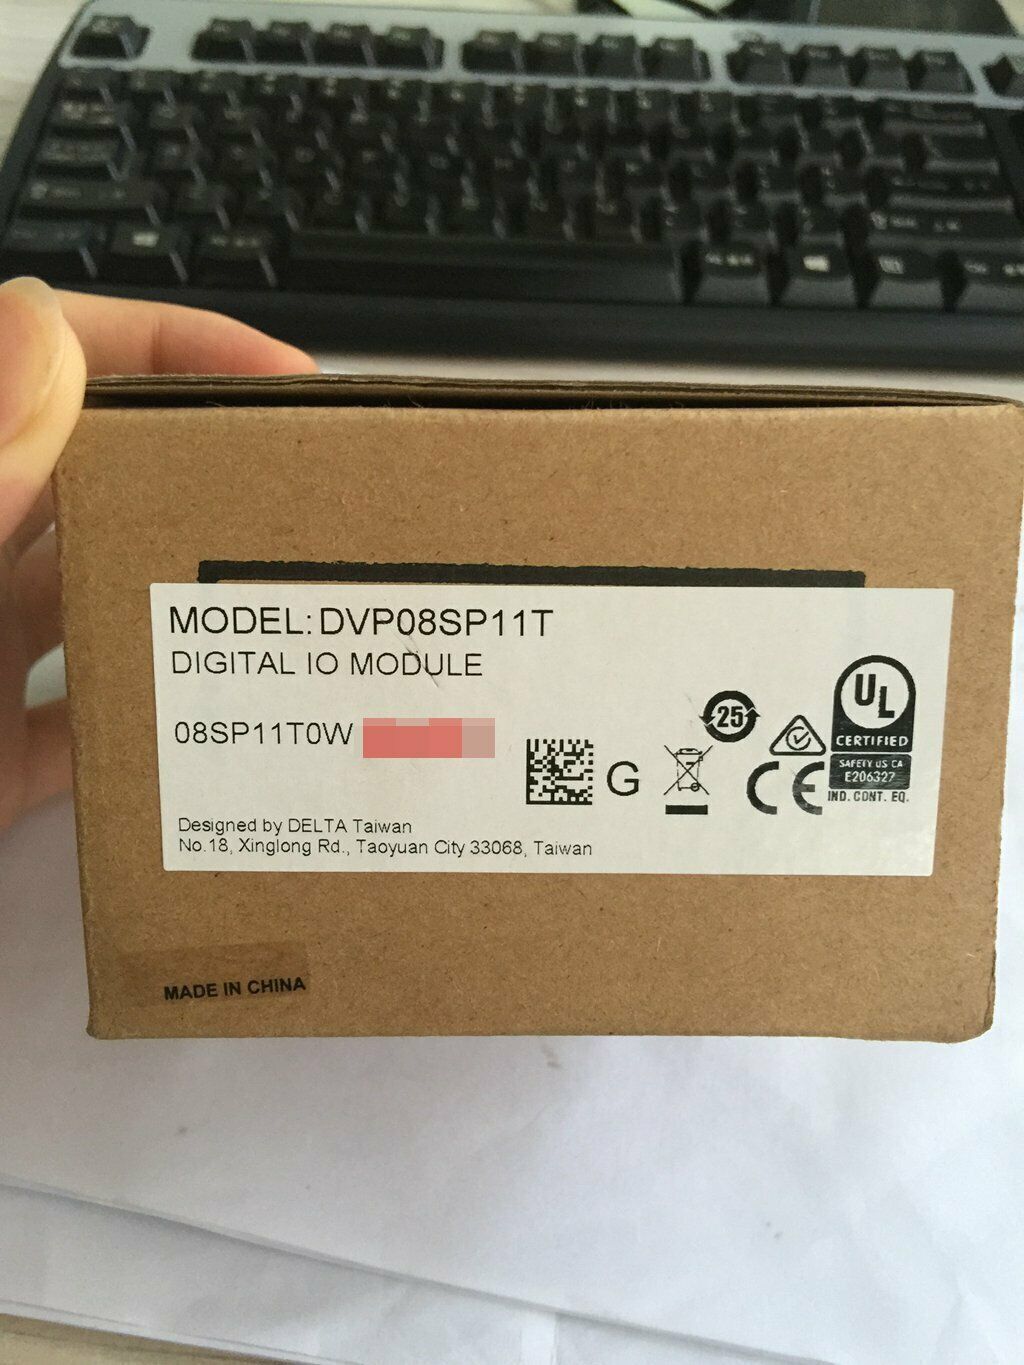 MODEL: DVP08SP11T
DIGITAL IO MODULE
08SP11T0W
25
G
UL
CERTIFIED
SAFETY US CA
E206327
IND. CONT. EQ.
CE
Designed by DELTA Taiwan
No.18, Xinglong Rd., Taoyuan City 33068, Taiwan
MADE IN CHINA